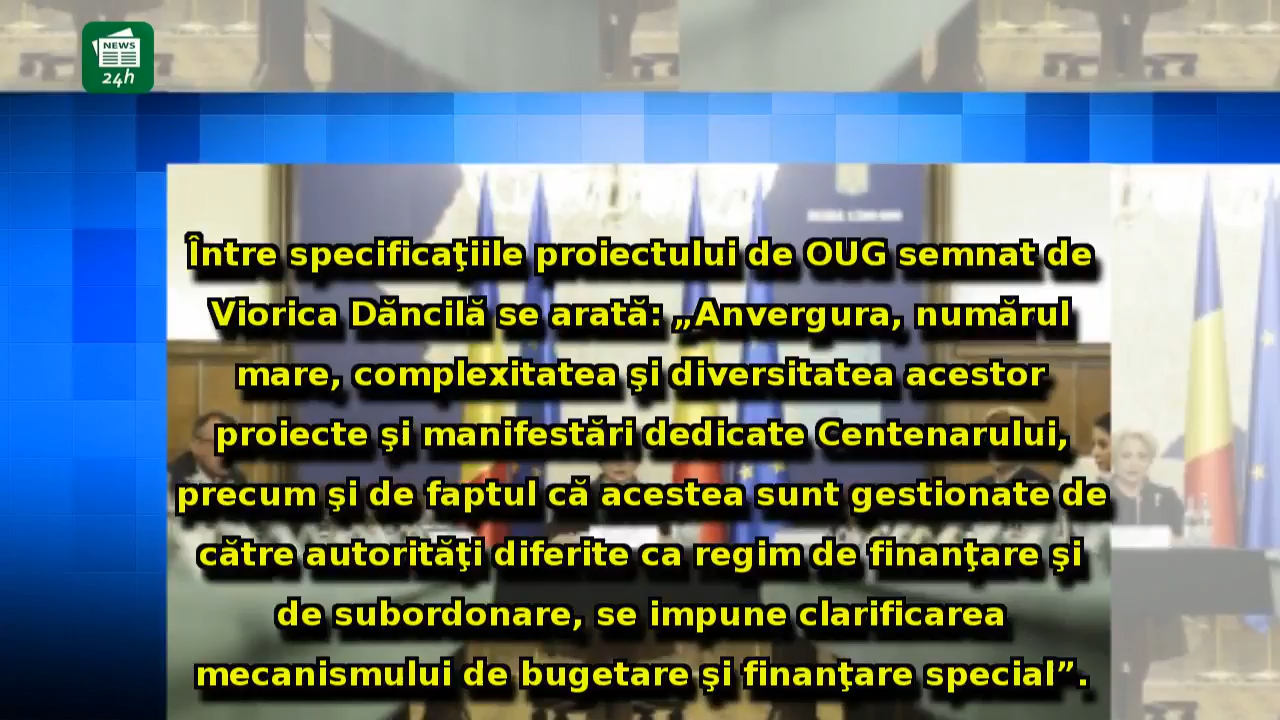 NEWS
24h
Între specificaţiile proiectului de OUG semnat de
Viorica Dăncilă se arată: „Anvergura, numărul
mare, complexitatea şi diversitatea acestor
proiecte şi manifestări dedicate Centenarului,
precum şi de faptul că acestea sunt gestionate de
către autorităţi diferite ca regim de finanţare şi
de subordonare, se impune clarificarea
mecanismului de bugetare şi finanţare special”.